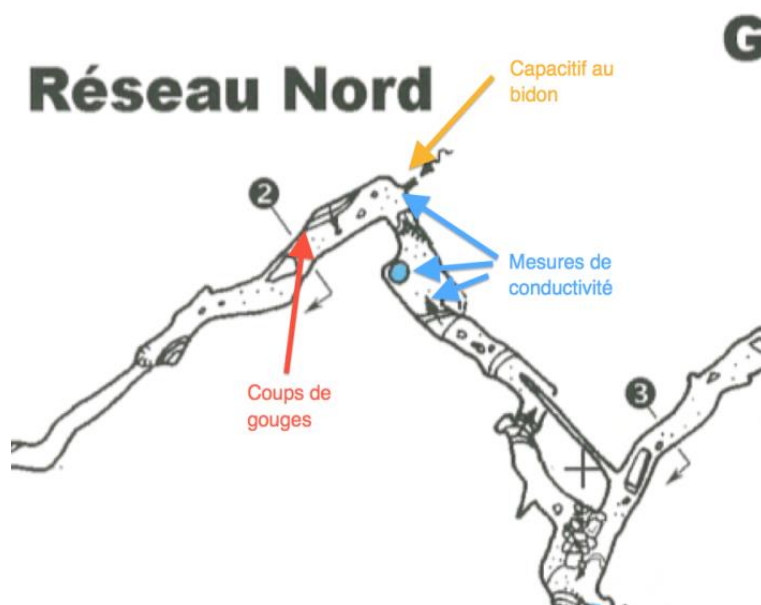 G
Réseau Nord
Capacitif au
bidon
2
Mesures de
conductivité
Coups de
gouges
3